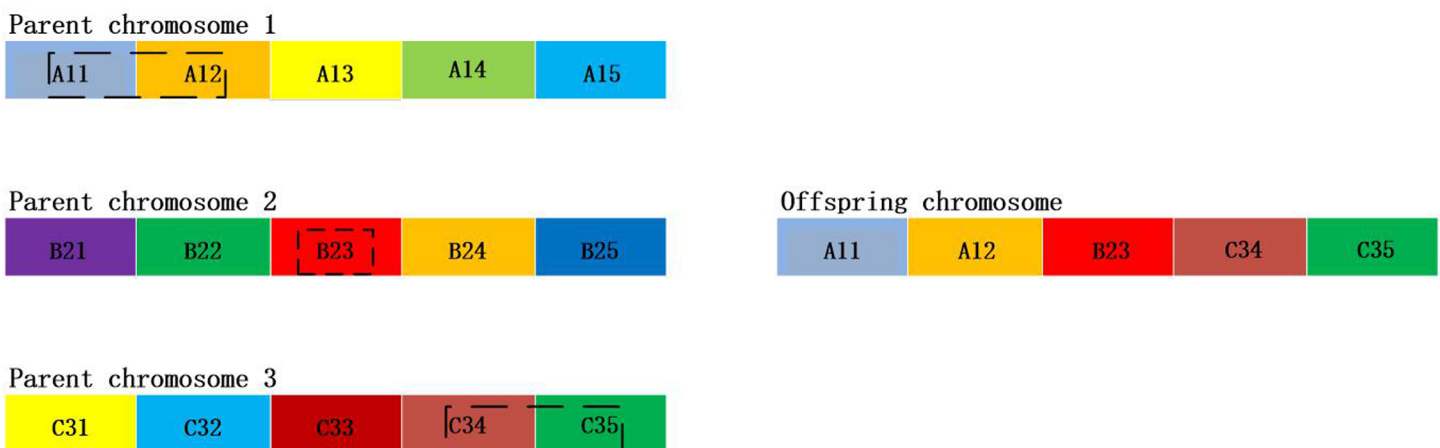 Parent chromosome 1
A11 A12 A13 A14 A15
Parent chromosome 2
B21 B22 B23 B24 B25
Offspring chromosome
A11 A12 B23 C34 C35
Parent chromosome 3
C31 C32 C33 C34 C35